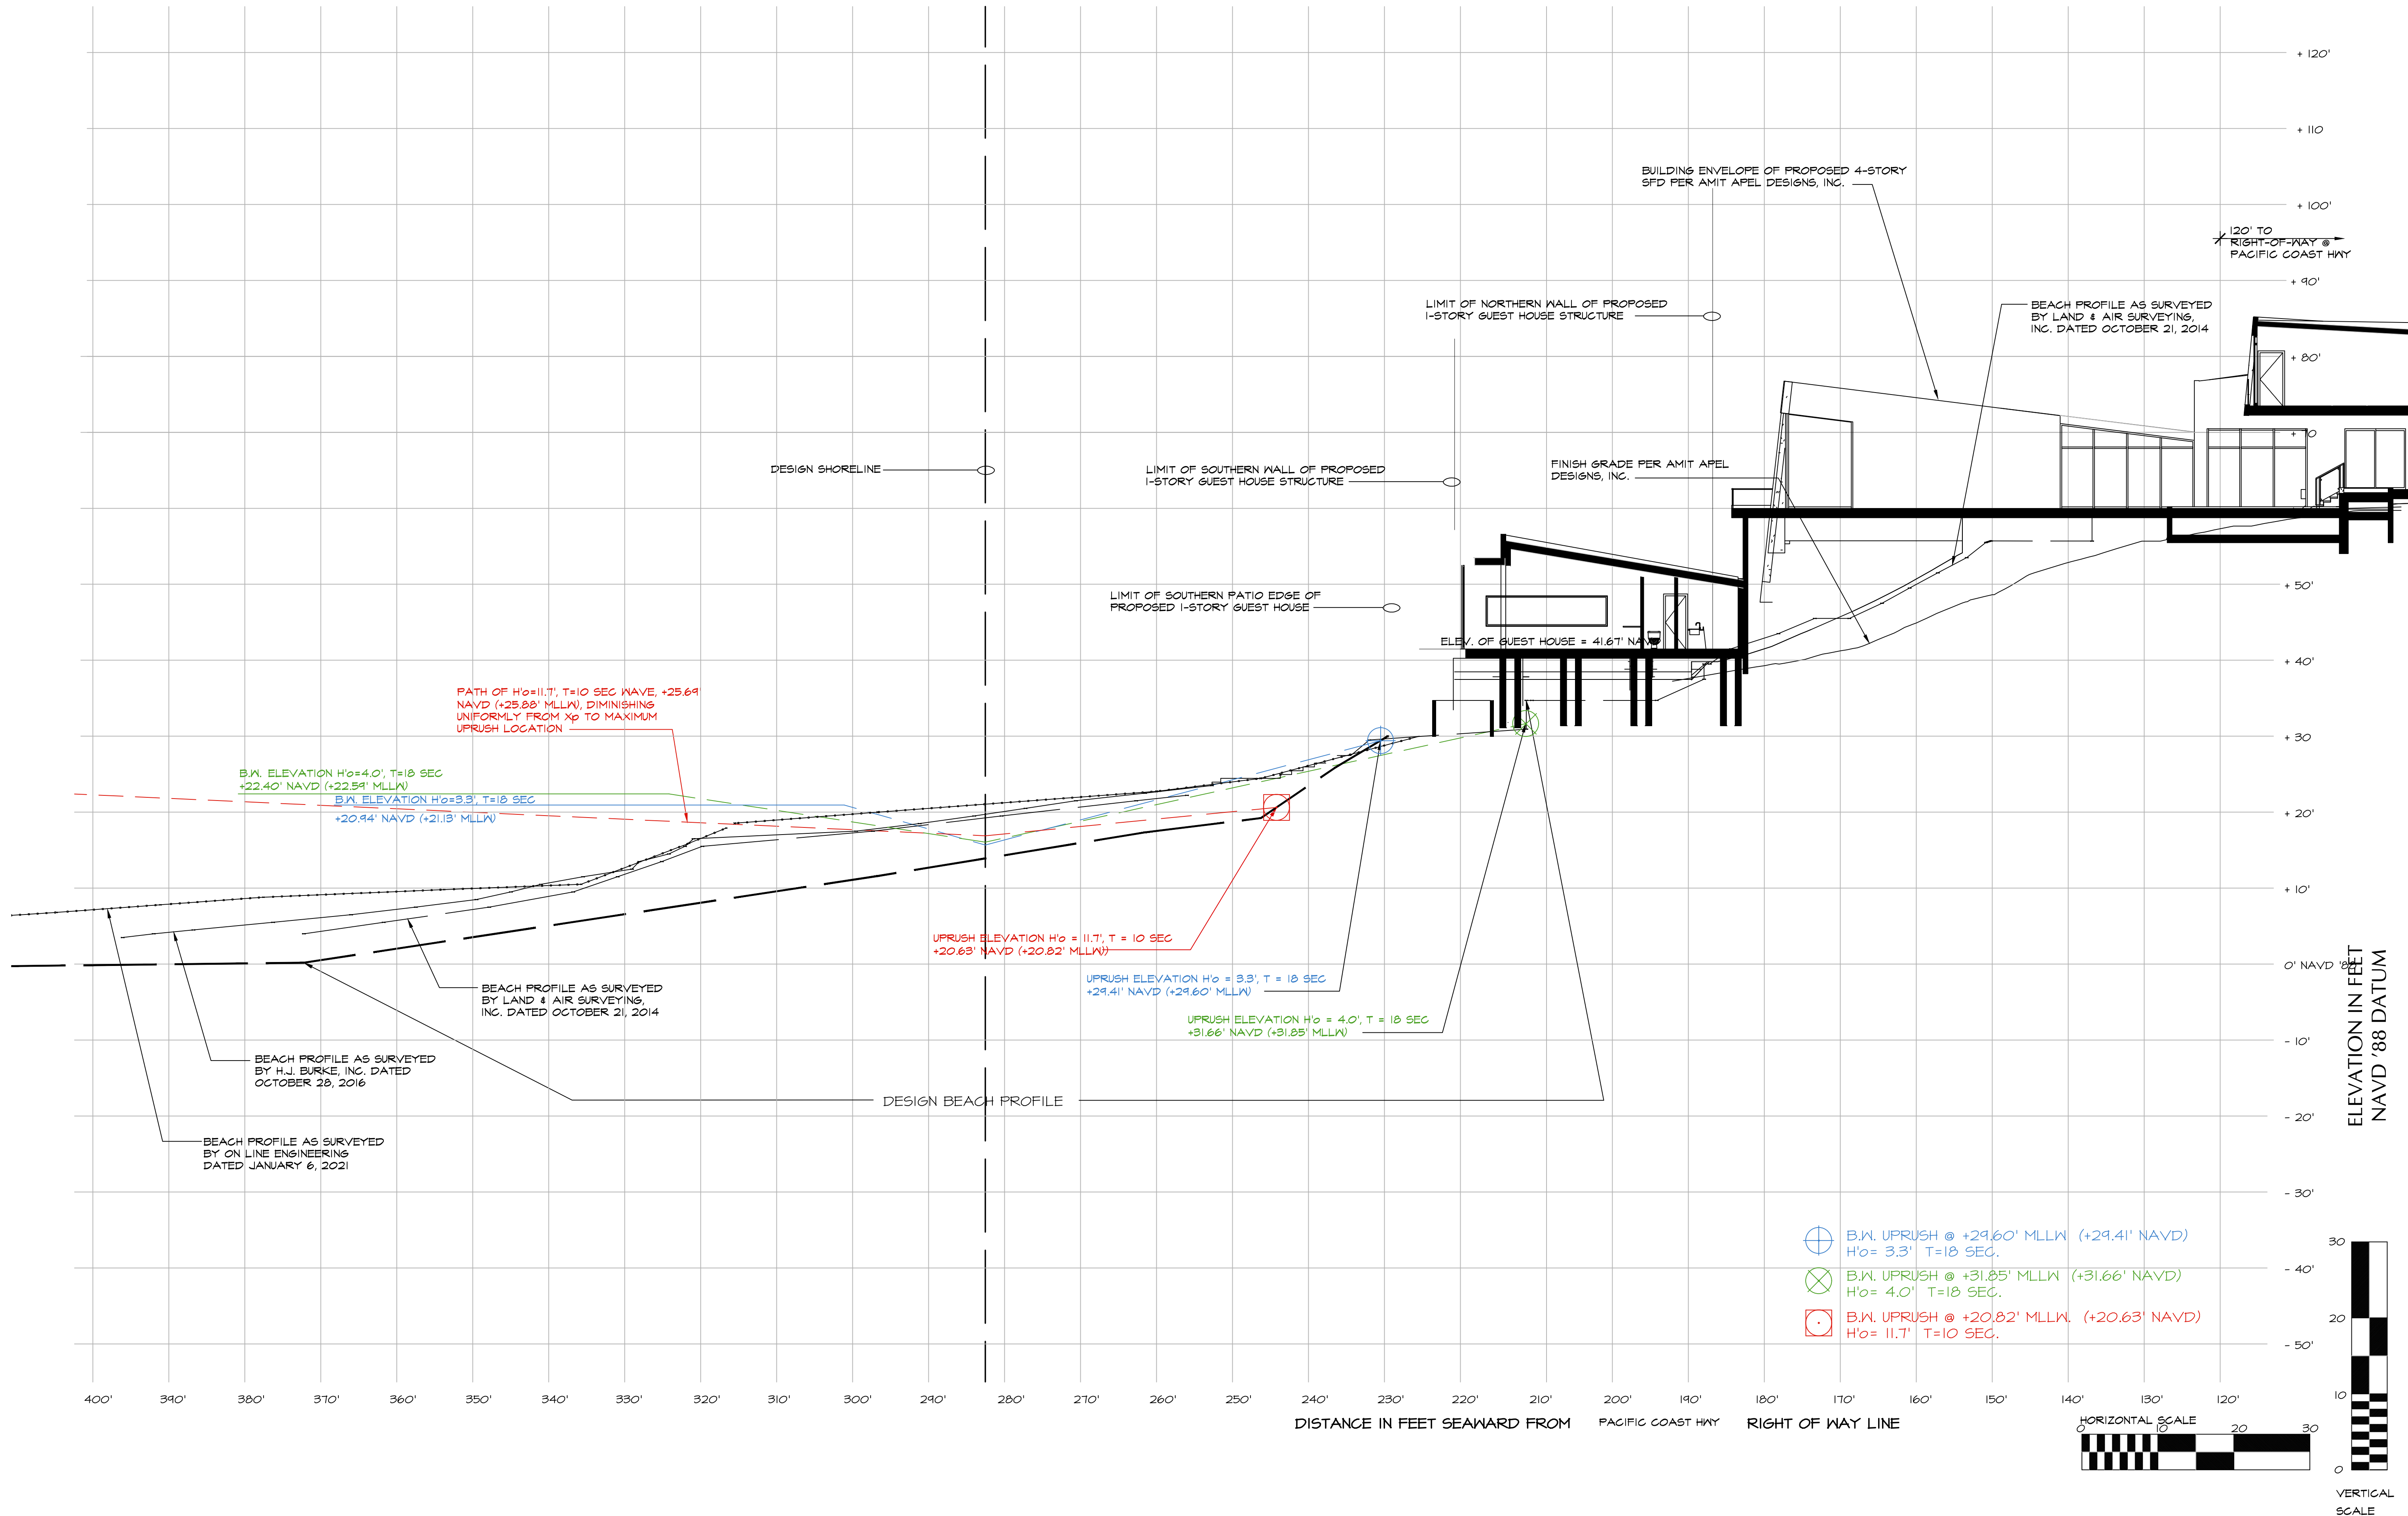 + 120'
+ 110
BUILDING ENVELOPE OF PROPOSED 4-STORY
SFD PER AMIT APEL DESIGNS, INC.
+ 100'
120' TO
RIGHT-OF-WAY @
PACIFIC COAST HWY
+ 90'
LIMIT OF NORTHERN WALL OF PROPOSED
1-STORY GUEST HOUSE STRUCTURE
BEACH PROFILE AS SURVEYED
BY LAND & AIR SURVEYING,
INC. DATED OCTOBER 21, 2014
+ 80'
DESIGN SHORELINE
LIMIT OF SOUTHERN WALL OF PROPOSED
1-STORY GUEST HOUSE STRUCTURE
FINISH GRADE PER AMIT APEL
DESIGNS, INC.
+ 50'
LIMIT OF SOUTHERN PATIO EDGE OF
PROPOSED 1-STORY GUEST HOUSE
ELEV. OF GUEST HOUSE = 41.67' NAVD
+ 40'
PATH OF H'o=11.7', T=10 SEC WAVE, +25.69'
NAVD (+25.88' MLLW), DIMINISHING
UNIFORMLY FROM Xp TO MAXIMUM
UPRUSH LOCATION
+ 30
B.W. ELEVATION H'o=4.0', T=18 SEC
+22.40' NAVD (+22.59' MLLW)
B.W. ELEVATION H'o=3.3', T=18 SEC
+20.94' NAVD (+21.13' MLLW)
+ 20'
+ 10'
UPRUSH ELEVATION H'o = 11.7', T = 10 SEC
+20.63' NAVD (+20.82' MLLW))
0' NAVD '88
UPRUSH ELEVATION H'o = 3.3', T = 18 SEC
+29.41' NAVD (+29.60' MLLW)
BEACH PROFILE AS SURVEYED
BY LAND & AIR SURVEYING,
INC. DATED OCTOBER 21, 2014
UPRUSH ELEVATION H'o = 4.0', T = 18 SEC
+31.66' NAVD (+31.85' MLLW)
- 10'
BEACH PROFILE AS SURVEYED
BY H.J. BURKE, INC. DATED
OCTOBER 28, 2016
DESIGN BEACH PROFILE
- 20'
BEACH PROFILE AS SURVEYED
BY ON LINE ENGINEERING
DATED JANUARY 6, 2021
ELEVATION IN FEET
NAVD '88 DATUM
- 30'
B.W. UPRUSH @ +29.60' MLLW (+29.41' NAVD)
H'o= 3.3' T=18 SEC.
- 40'
B.W. UPRUSH @ +31.85' MLLW (+31.66' NAVD)
H'o= 4.0' T=18 SEC.
B.W. UPRUSH @ +20.82' MLLW. (+20.63' NAVD)
H'o= 11.7' T=10 SEC.
- 50'
400' 390' 380' 370' 360' 350' 340' 330' 320' 310' 300' 290' 280' 270' 260' 250' 240' 230' 220' 210' 200' 190' 180' 170' 160' 150' 140' 130' 120'
DISTANCE IN FEET SEAWARD FROM PACIFIC COAST HWY RIGHT OF WAY LINE
HORIZONTAL SCALE
0 10 20 30
30
20
10
0
VERTICAL
SCALE